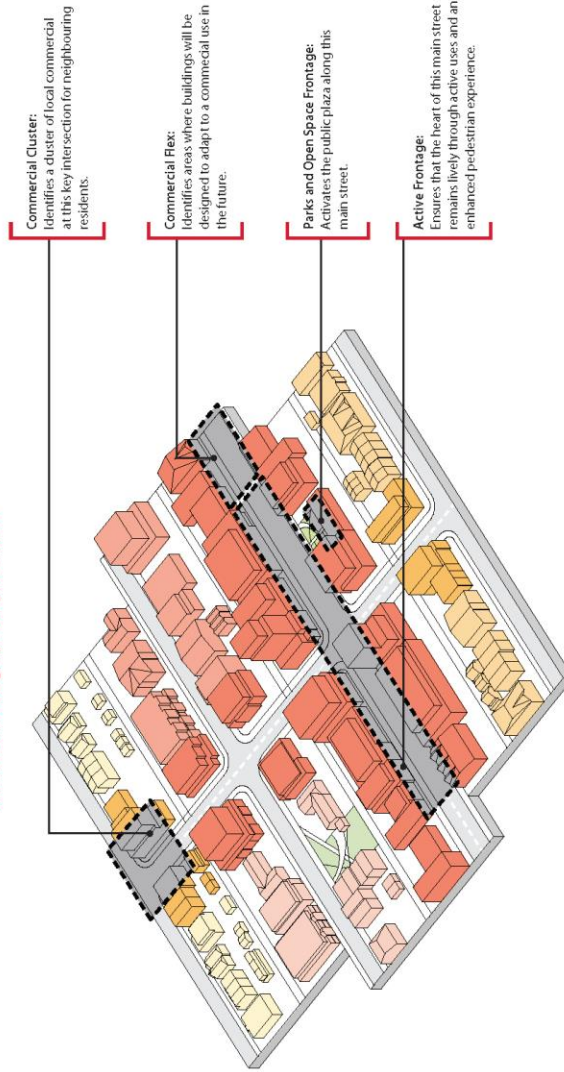 Commercial Cluster:
Identifies a cluster of local commercial
at this key intersection for neighbouring
residents.
Commercial Flex:
Identifies areas where buildings will be
designed to adapt to a commecial use in
the future.
Parks and Open Space Frontage:
Activates the public plaza along this
main street.
Active Frontage:
Ensures that the heart of this main street
remains lively through active uses and an
enhanced pedestrian experience.